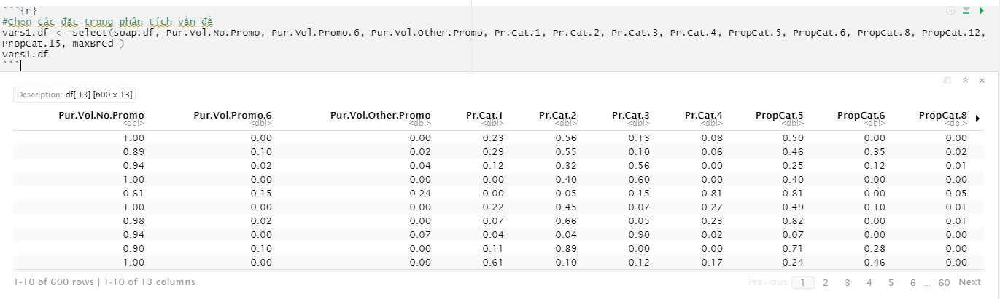 ```{r}
#Chọn các đặc trưng phân tích vấn đề
vars1.df <- select(soap.df, Pur.Vol.No.Promo, Pur.Vol.Promo.6, Pur.Vol.Other.Promo, Pr.Cat.1, Pr.Cat.2, Pr.Cat.3, Pr.Cat.4, PropCat.5, PropCat.6, PropCat.8, PropCat.12,
PropCat.15, maxBrCd )
vars1.df
```
Description: df[,13] [600 x 13]
Pur.Vol.No.Promo Pur.Vol.Promo.6 Pur.Vol.Other.Promo Pr.Cat.1 Pr.Cat.2 Pr.Cat.3 Pr.Cat.4 PropCat.5 PropCat.6 PropCat.8
<dbl> <dbl> <dbl> <dbl> <dbl> <dbl> <dbl> <dbl> <dbl> <dbl>
1.00 0.00 0.00 0.23 0.56 0.13 0.08 0.50 0.00 0.00
0.89 0.10 0.02 0.29 0.55 0.10 0.06 0.46 0.35 0.02
0.94 0.02 0.04 0.12 0.32 0.56 0.00 0.25 0.12 0.01
1.00 0.00 0.00 0.00 0.40 0.60 0.00 0.40 0.00 0.00
0.61 0.15 0.24 0.00 0.05 0.15 0.81 0.81 0.00 0.05
1.00 0.00 0.00 0.22 0.45 0.07 0.27 0.49 0.10 0.01
0.98 0.02 0.00 0.07 0.66 0.05 0.23 0.82 0.00 0.01
0.94 0.00 0.07 0.04 0.04 0.90 0.02 0.07 0.00 0.00
0.90 0.10 0.00 0.11 0.89 0.00 0.00 0.71 0.28 0.00
1.00 0.00 0.00 0.61 0.10 0.12 0.17 0.24 0.46 0.00
1-10 of 600 rows | 1-10 of 13 columns Previous 1 2 3 4 5 6 ... 60 Next